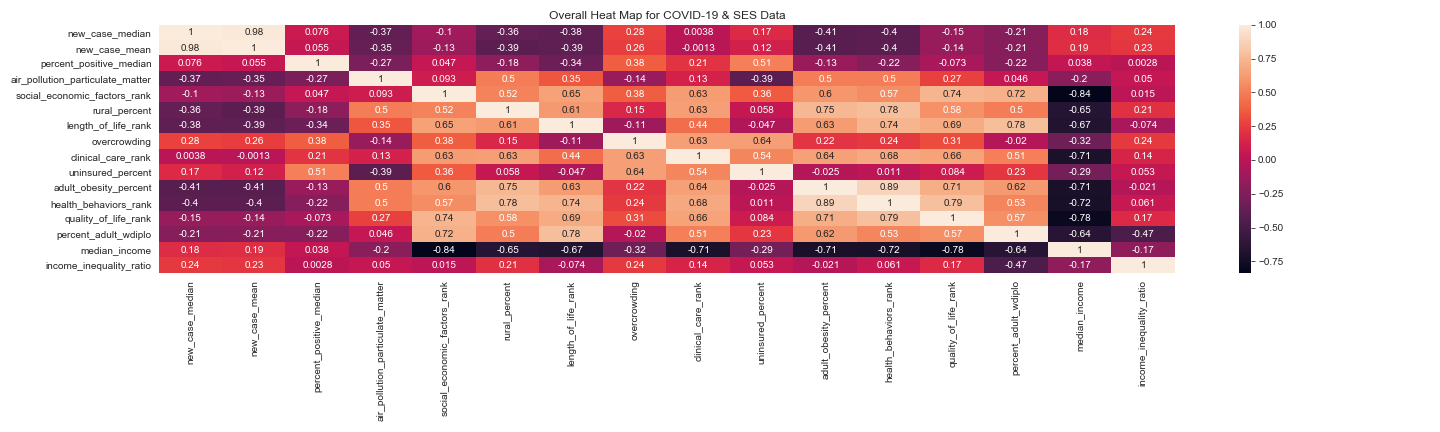 Overall Heat Map for COVID-19 & SES Data
new_case_median 1 0.98 0.076 -0.37 -0.1 -0.36 -0.38 0.28 0.0038 0.17 -0.41 -0.4 -0.15 -0.21 0.18 0.24
new_case_mean 0.98 1 0.055 -0.35 -0.13 -0.39 -0.39 0.26 -0.0013 0.12 -0.41 -0.4 -0.14 -0.21 0.19 0.23
percent_positive_median 0.076 0.055 1 -0.27 0.047 -0.18 -0.34 0.38 0.21 0.51 -0.13 -0.22 -0.073 -0.22 0.038 0.0028
air_pollution_particulate_matter -0.37 -0.35 -0.27 1 0.093 0.5 0.35 -0.14 0.13 -0.39 0.5 0.5 0.27 0.046 -0.2 0.05
social_economic_factors_rank -0.1 -0.13 0.047 0.093 1 0.52 0.65 0.38 0.63 0.36 0.6 0.57 0.74 0.72 -0.84 0.015
rural_percent -0.36 -0.39 -0.18 0.5 0.52 1 0.61 0.15 0.63 0.058 0.75 0.78 0.58 0.5 -0.65 0.21
length_of_life_rank -0.38 -0.39 -0.34 0.35 0.65 0.61 1 -0.11 0.44 -0.047 0.63 0.74 0.69 0.78 -0.67 -0.074
overcrowding 0.28 0.26 0.38 -0.14 0.38 0.15 -0.11 1 0.63 0.64 0.22 0.24 0.31 -0.02 -0.32 0.24
clinical_care_rank 0.0038 -0.0013 0.21 0.13 0.63 0.63 0.44 0.63 1 0.54 0.64 0.68 0.66 0.51 -0.71 0.14
uninsured_percent 0.17 0.12 0.51 -0.39 0.36 0.058 -0.047 0.64 0.54 1 -0.025 0.011 0.084 0.23 -0.29 0.053
adult_obesity_percent -0.41 -0.41 -0.13 0.5 0.6 0.75 0.63 0.22 0.64 -0.025 1 0.89 0.71 0.62 -0.71 -0.021
health_behaviors_rank -0.4 -0.4 -0.22 0.5 0.57 0.78 0.74 0.24 0.68 0.011 0.89 1 0.79 0.53 -0.72 0.061
quality_of_life_rank -0.15 -0.14 -0.073 0.27 0.74 0.58 0.69 0.31 0.66 0.084 0.71 0.79 1 0.57 -0.78 0.17
percent_adult_wdiplo -0.21 -0.21 -0.22 0.046 0.72 0.5 0.78 -0.02 0.51 0.23 0.62 0.53 0.57 1 -0.64 -0.47
median_income 0.18 0.19 0.038 -0.2 -0.84 -0.65 -0.67 -0.32 -0.71 -0.29 -0.71 -0.72 -0.78 -0.64 1 -0.17
income_inequality_ratio 0.24 0.23 0.0028 0.05 0.015 0.21 -0.074 0.24 0.14 0.053 -0.021 0.061 0.17 -0.47 -0.17 1
new_case_median
new_case_mean
percent_positive_median
air_pollution_particulate_matter
social_economic_factors_rank
rural_percent
length_of_life_rank
overcrowding
clinical_care_rank
uninsured_percent
adult_obesity_percent
health_behaviors_rank
quality_of_life_rank
percent_adult_wdiplo
median_income
income_inequality_ratio
1.00
0.75
0.50
0.25
0.00
-0.25
-0.50
-0.75